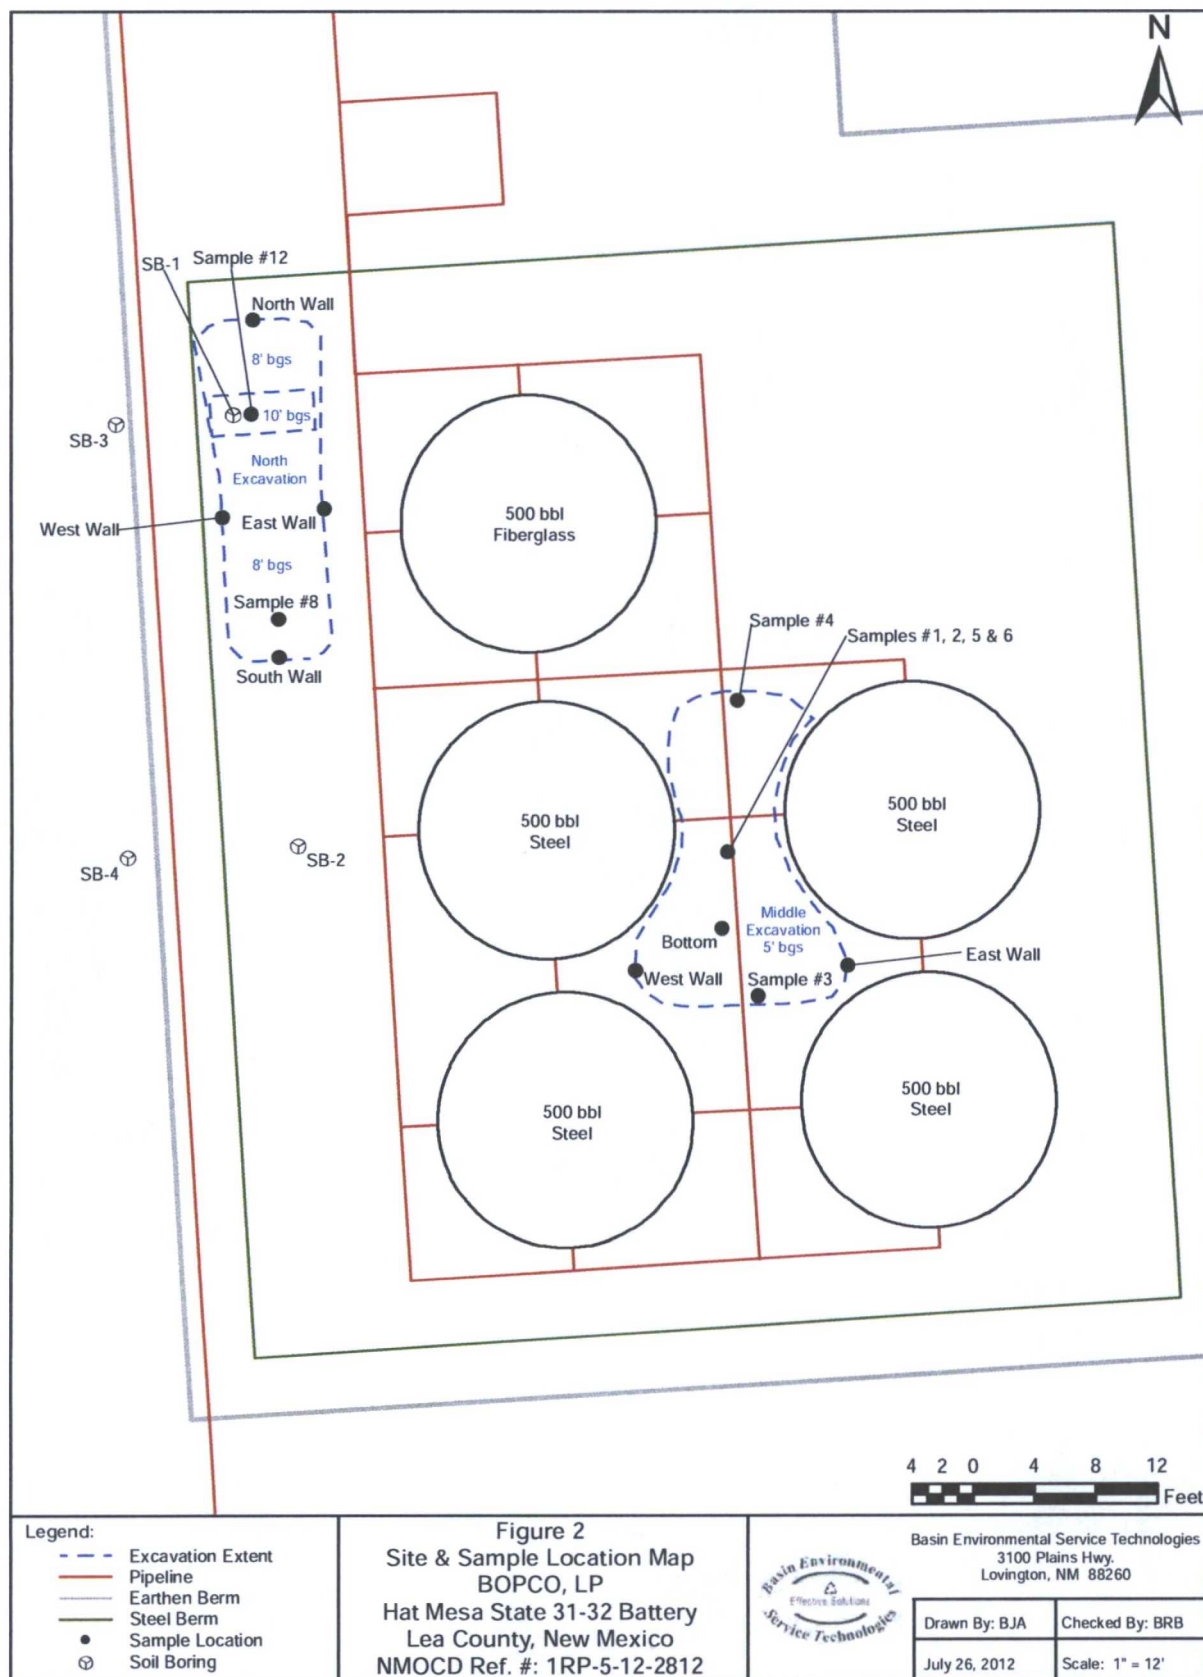 N
SB-1
Sample #12
North Wall
8' bgs
10' bgs
SB-3
North
Excavation
West Wall
East Wall
8' bgs
Sample #8
South Wall
500 bbl
Fiberglass
Sample #4
Samples #1, 2, 5 & 6
500 bbl
Steel
500 bbl
Steel
SB-4
SB-2
Middle
Excavation
5' bgs
Bottom
East Wall
West Wall
Sample #3
500 bbl
Steel
500 bbl
Steel
4 2 0 4 8 12
Feet
Legend:
Excavation Extent
Pipeline
Earthen Berm
Steel Berm
Sample Location
Soil Boring
Figure 2
Site & Sample Location Map
BOPCO, LP
Hat Mesa State 31-32 Battery
Lea County, New Mexico
NMOCD Ref. #: 1RP-5-12-2812
Basin Environmental
Effective Solutions
Service Technologies
Basin Environmental Service Technologies
3100 Plains Hwy.
Lovington, NM 88260
Drawn By: BJA
Checked By: BRB
July 26, 2012
Scale: 1" = 12'